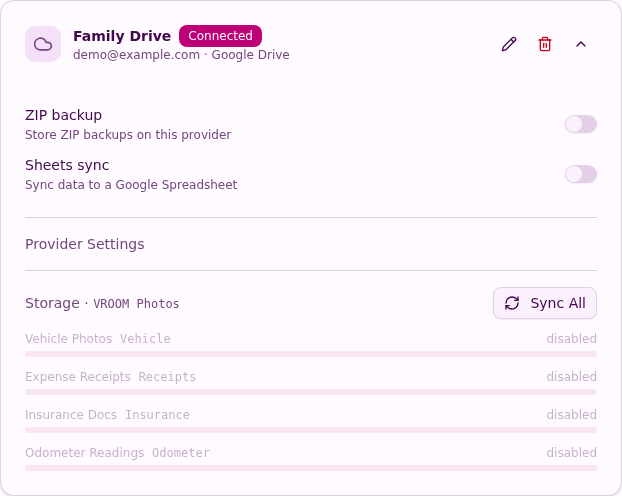 Family Drive Connected
demo@example.com · Google Drive
ZIP backup
Store ZIP backups on this provider
Sheets sync
Sync data to a Google Spreadsheet
Provider Settings
Storage · VROOM Photos Sync All
Vehicle Photos Vehicle disabled
Expense Receipts Receipts disabled
Insurance Docs Insurance disabled
Odometer Readings Odometer disabled